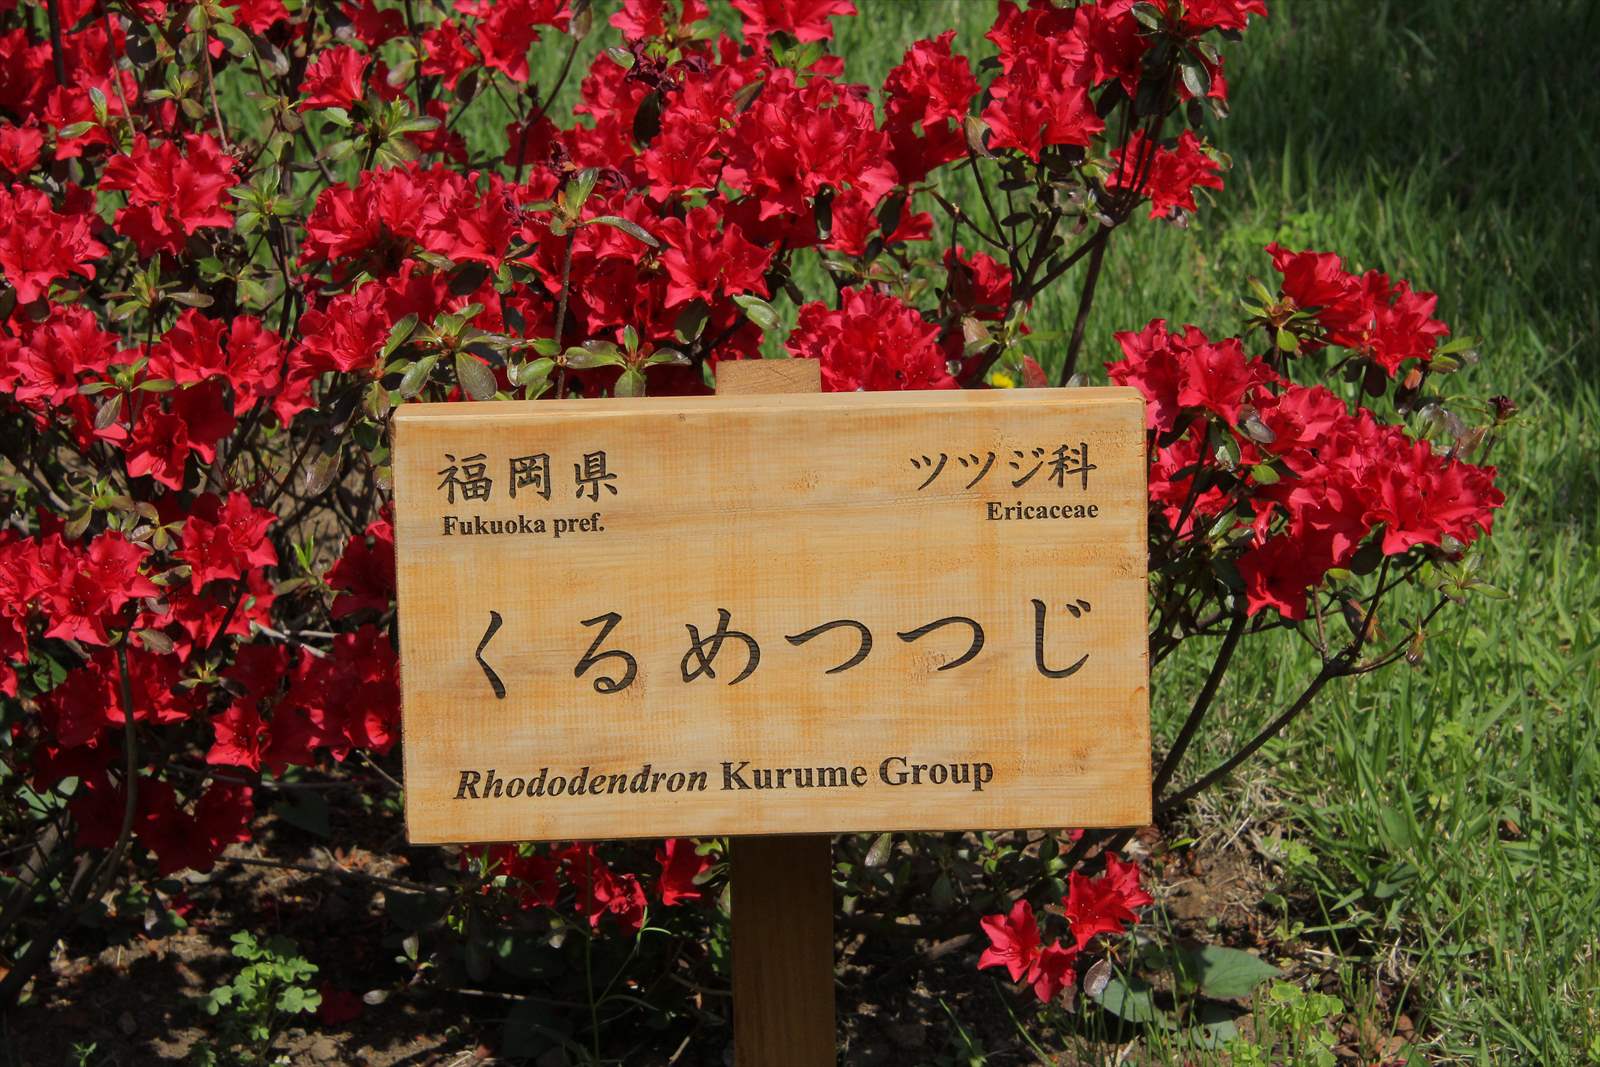 福岡県
Fukuoka pref.
ツツジ科
Ericaceae
くるめつつじ
Rhododendron Kurume Group